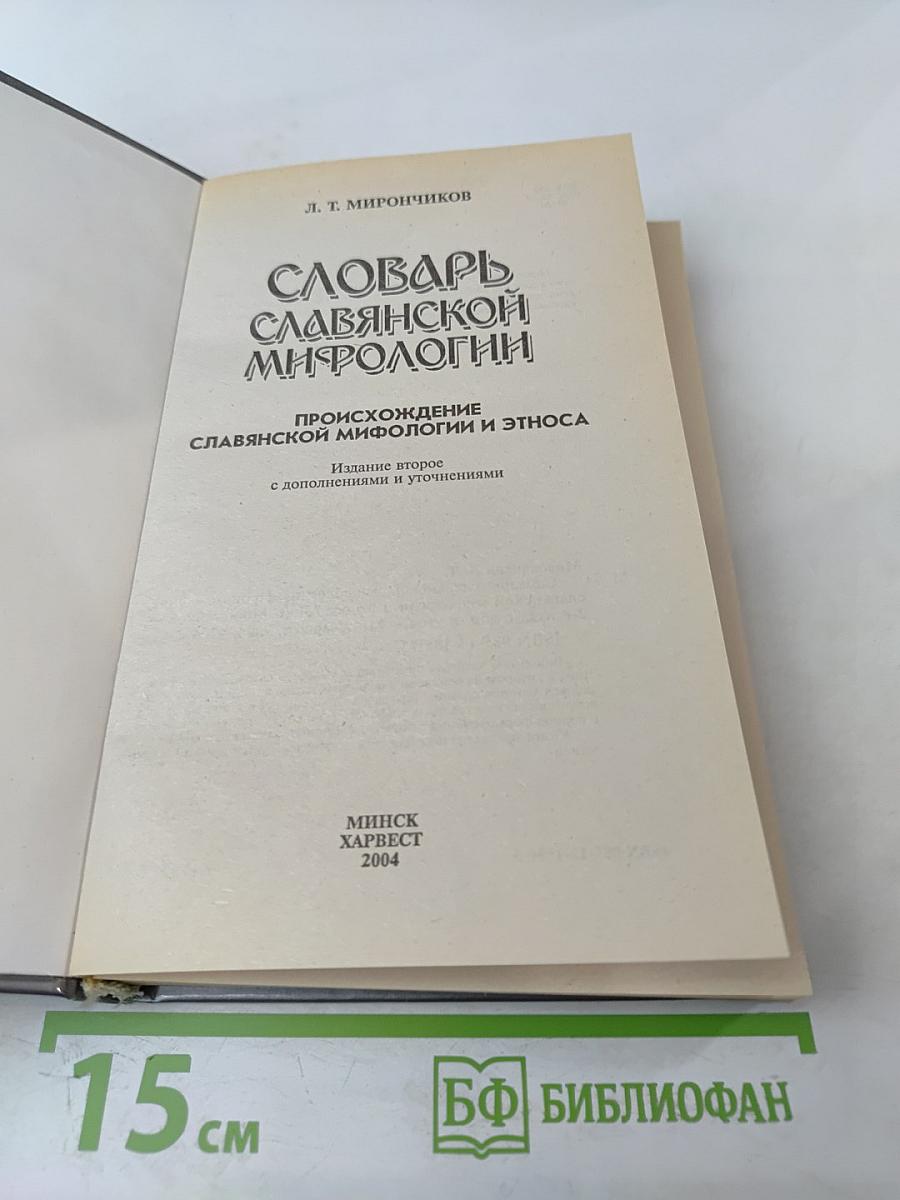 Л. Т. МИРОНЧИКОВ
СЛОВАРЬ
СЛАВЯНСКОЙ
МИФОЛОГИИ
ПРОИСХОЖДЕНИЕ
СЛАВЯНСКОЙ МИФОЛОГИИ И ЭТНОСА
Издание второе
с дополнениями и уточнениями
МИНСК
ХАРВЕСТ
2004
15 см
БФ БИБЛИОФАН